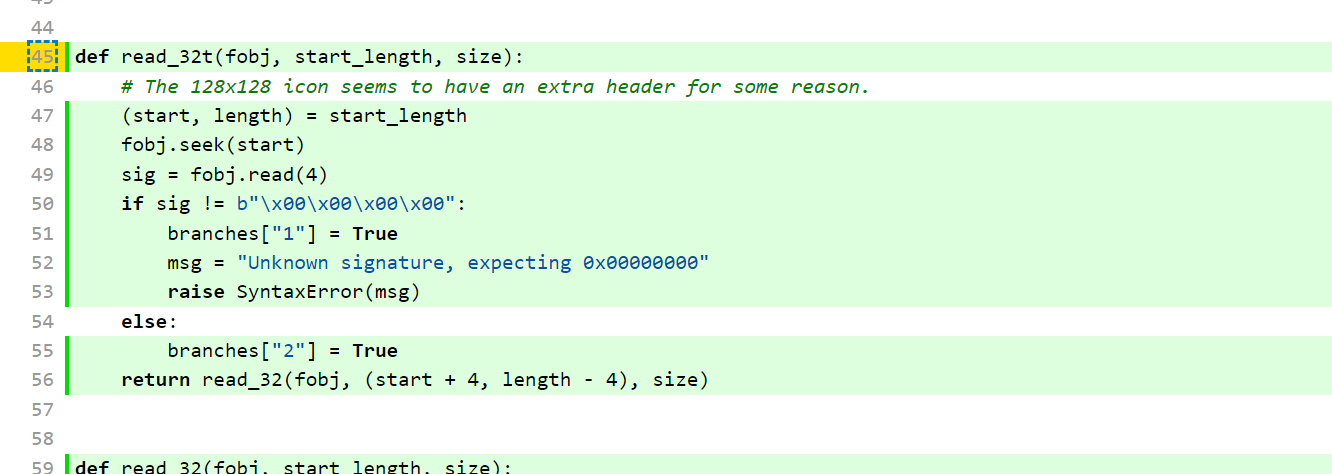 44
45 def read_32t(fobj, start_length, size):
46 # The 128x128 icon seems to have an extra header for some reason.
47 (start, length) = start_length
48 fobj.seek(start)
49 sig = fobj.read(4)
50 if sig != b"\x00\x00\x00\x00":
51 branches["1"] = True
52 msg = "Unknown signature, expecting 0x00000000"
53 raise SyntaxError(msg)
54 else:
55 branches["2"] = True
56 return read_32(fobj, (start + 4, length - 4), size)
57
58
59 def read_32(fobj, start_length, size):